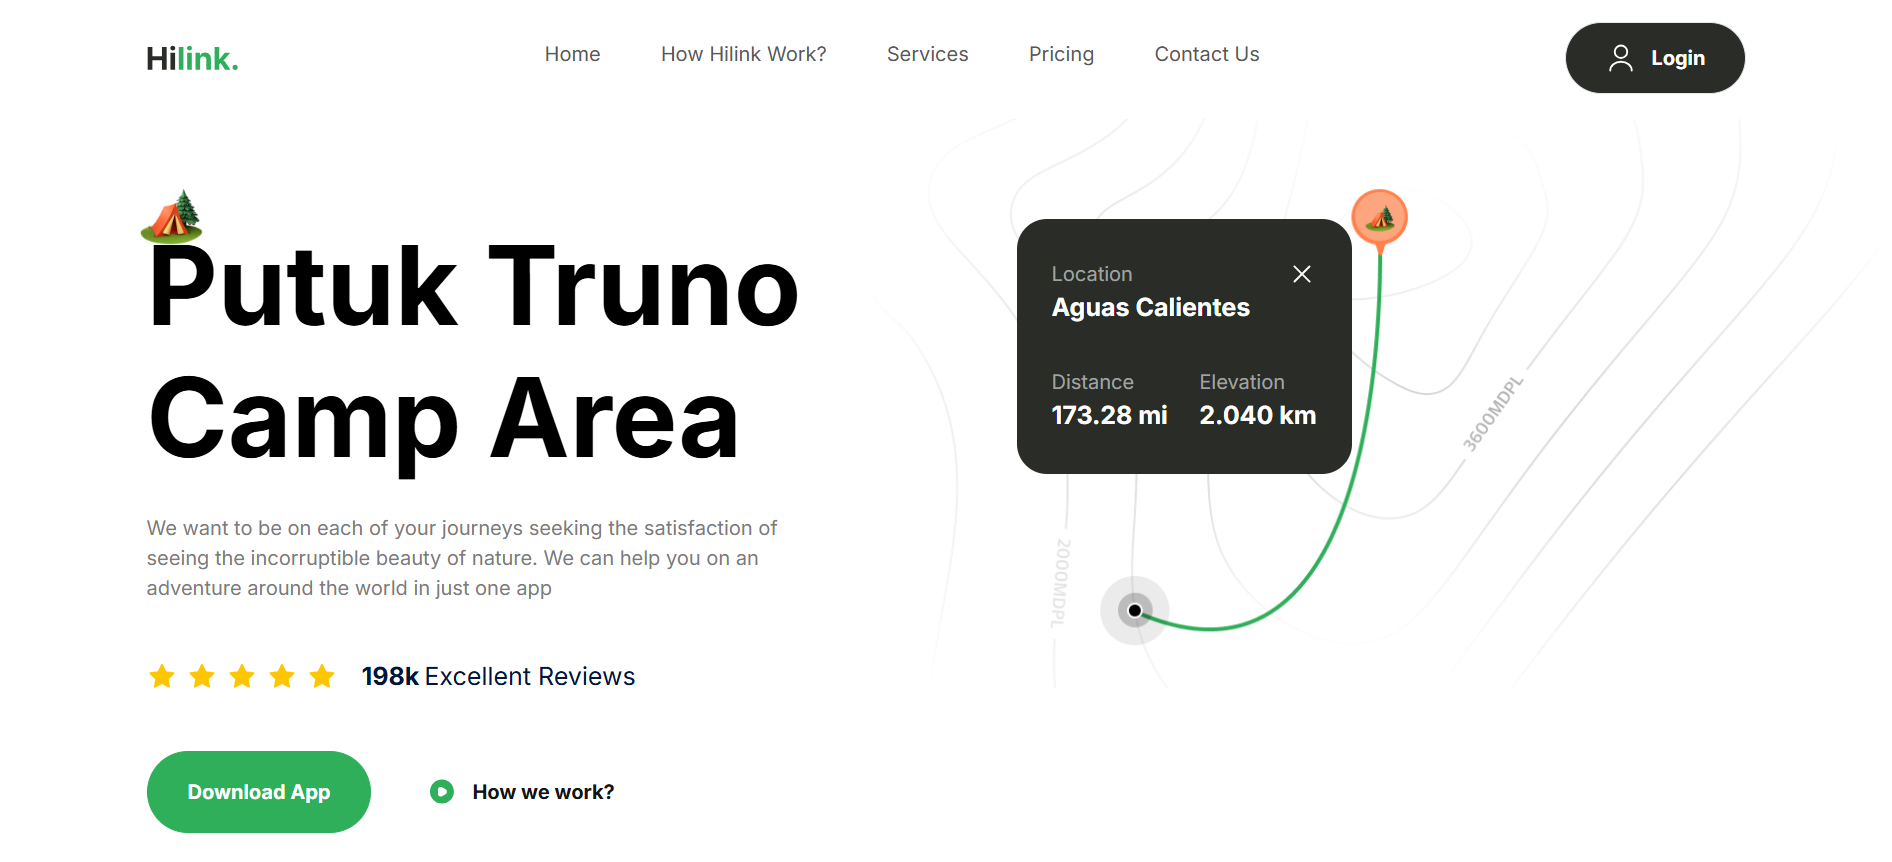 Hilink.
Home
How Hilink Work?
Services
Pricing
Contact Us
Login
Putuk Truno
Camp Area
We want to be on each of your journeys seeking the satisfaction of
seeing the incorruptible beauty of nature. We can help you on an
adventure around the world in just one app
198k Excellent Reviews
Download App
How we work?
Location
Aguas Calientes
Distance
Elevation
173.28 mi
2.040 km
3600MDPL
2000MDPL